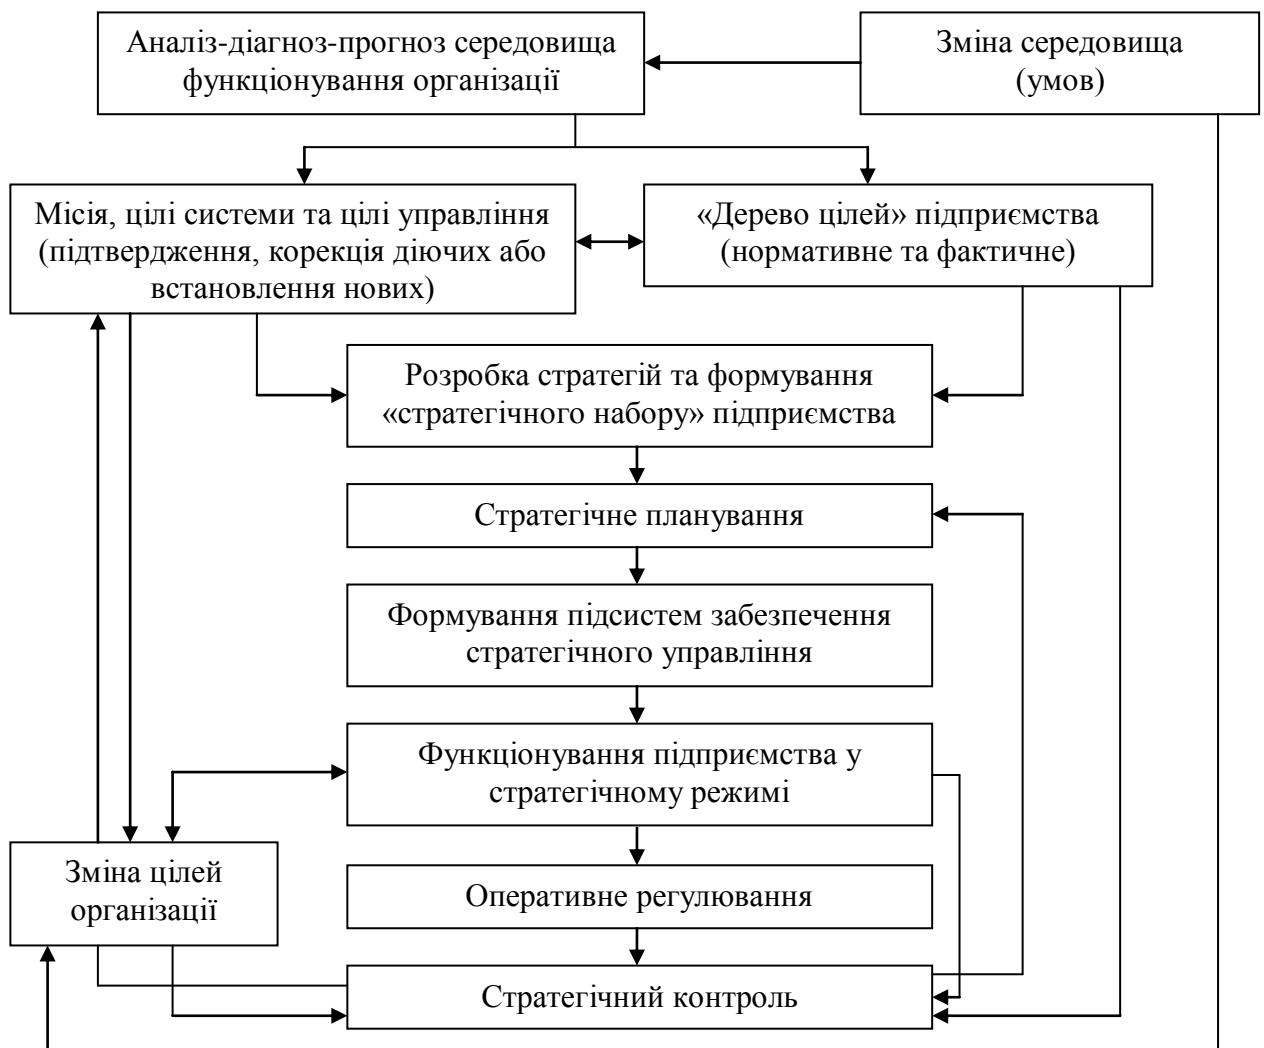 Аналіз-діагноз-прогноз середовища
функціонування організації
Зміна середовища
(умов)
Місія, цілі системи та цілі управління
(підтвердження, корекція діючих або
встановлення нових)
«Дерево цілей» підприємства
(нормативне та фактичне)
Розробка стратегій та формування
«стратегічного набору» підприємства
Стратегічне планування
Формування підсистем забезпечення
стратегічного управління
Функціонування підприємства у
стратегічному режимі
Зміна цілей
організації
Оперативне регулювання
Стратегічний контроль